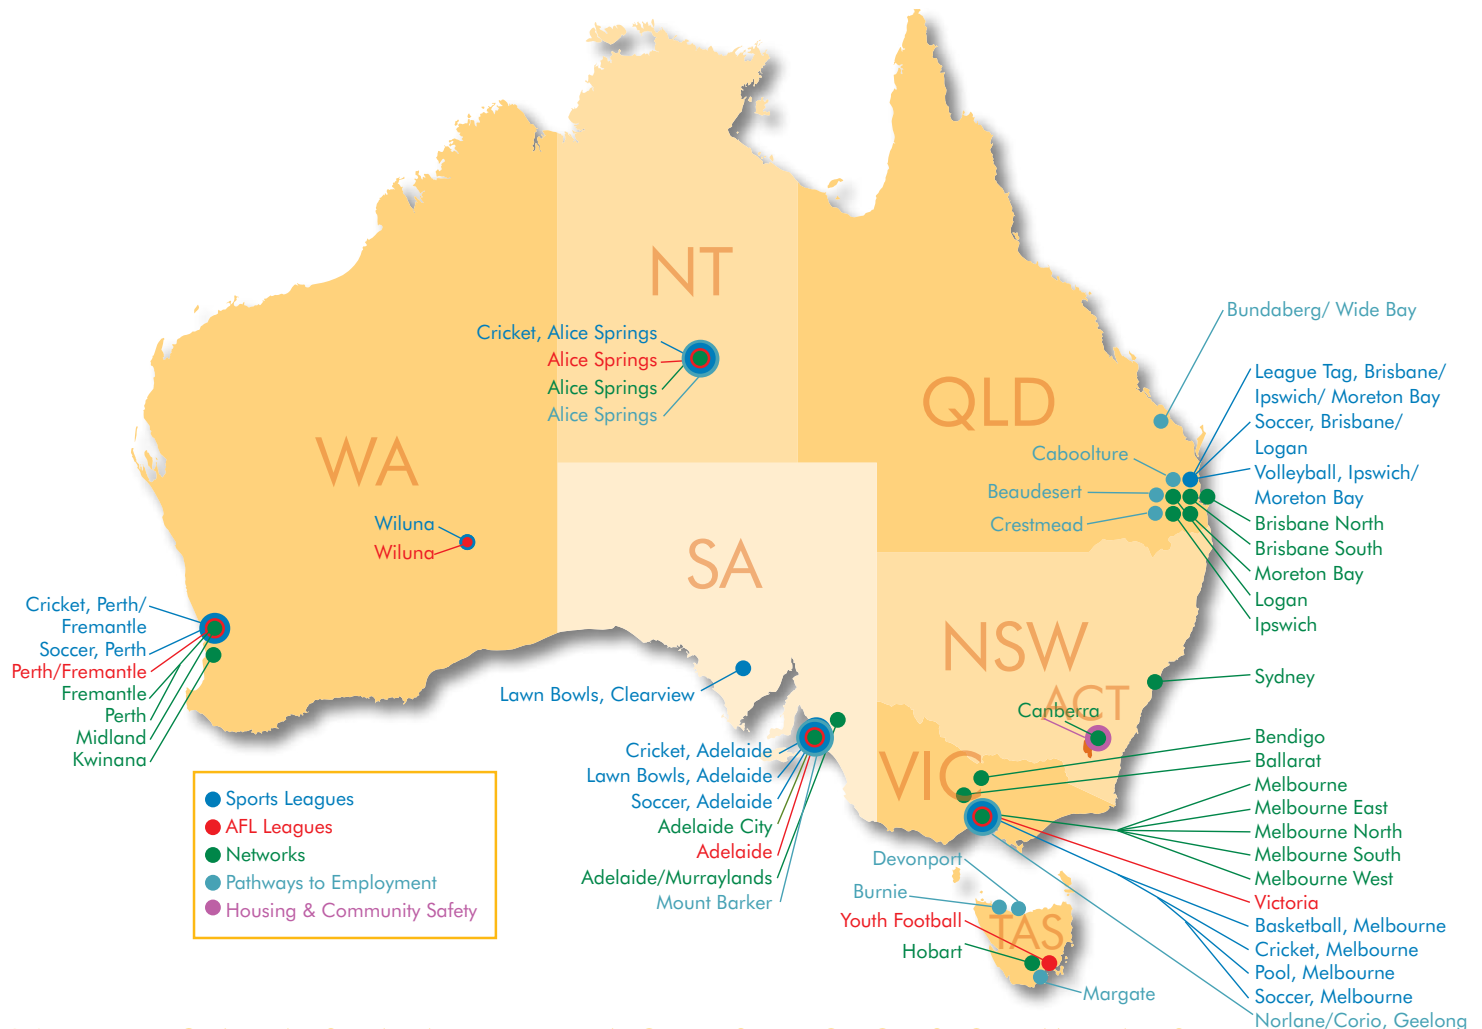 NT
Bundaberg/ Wide Bay
Cricket, Alice Springs
Alice Springs
Alice Springs
Alice Springs
QLD
League Tag, Brisbane/
Ipswich/ Moreton Bay
Soccer, Brisbane/
Logan
Volleyball, Ipswich/
Moreton Bay
Brisbane North
Brisbane South
Moreton Bay
Logan
Ipswich
Caboolture
Beaudesert
Crestmead
WA
Wiluna
Wiluna
SA
Cricket, Perth/
Fremantle
Soccer, Perth
Perth/Fremantle
Fremantle
Perth
Midland
Kwinana
NSW
ACT
Canberra
Sydney
Lawn Bowls, Clearview
Cricket, Adelaide
Lawn Bowls, Adelaide
Soccer, Adelaide
Adelaide City
Adelaide
Adelaide/Murraylands
Mount Barker
VIC
Bendigo
Ballarat
Melbourne
Melbourne East
Melbourne North
Melbourne South
Melbourne West
Victoria
Basketball, Melbourne
Cricket, Melbourne
Pool, Melbourne
Soccer, Melbourne
Norlane/Corio, Geelong
Sports Leagues
AFL Leagues
Networks
Pathways to Employment
Housing & Community Safety
Devonport
Burnie
Youth Football
TAS
Hobart
Margate